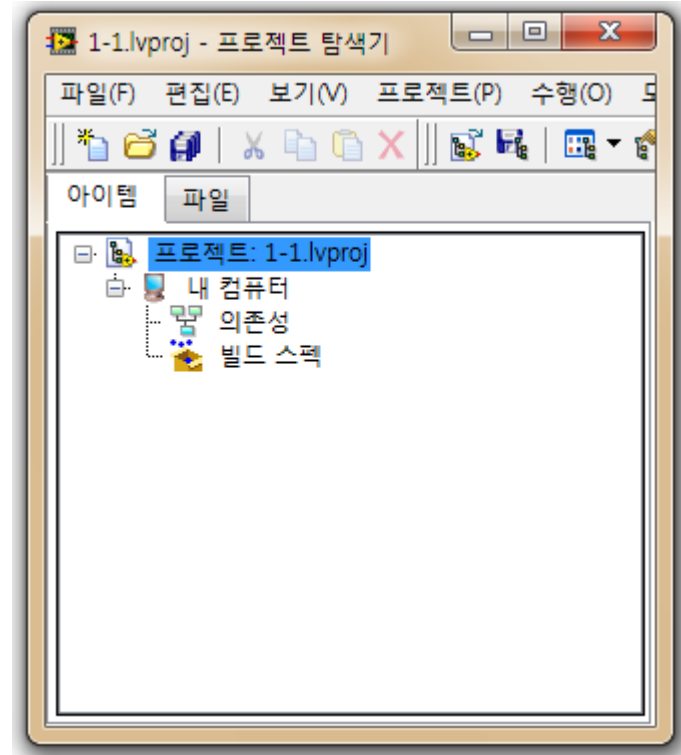 1-1.lvproj - 프로젝트 탐색기
파일(F) 편집(E) 보기(V) 프로젝트(P) 수행(O)
아이템 파일
프로젝트: 1-1.lvproj
내 컴퓨터
의존성
빌드 스펙